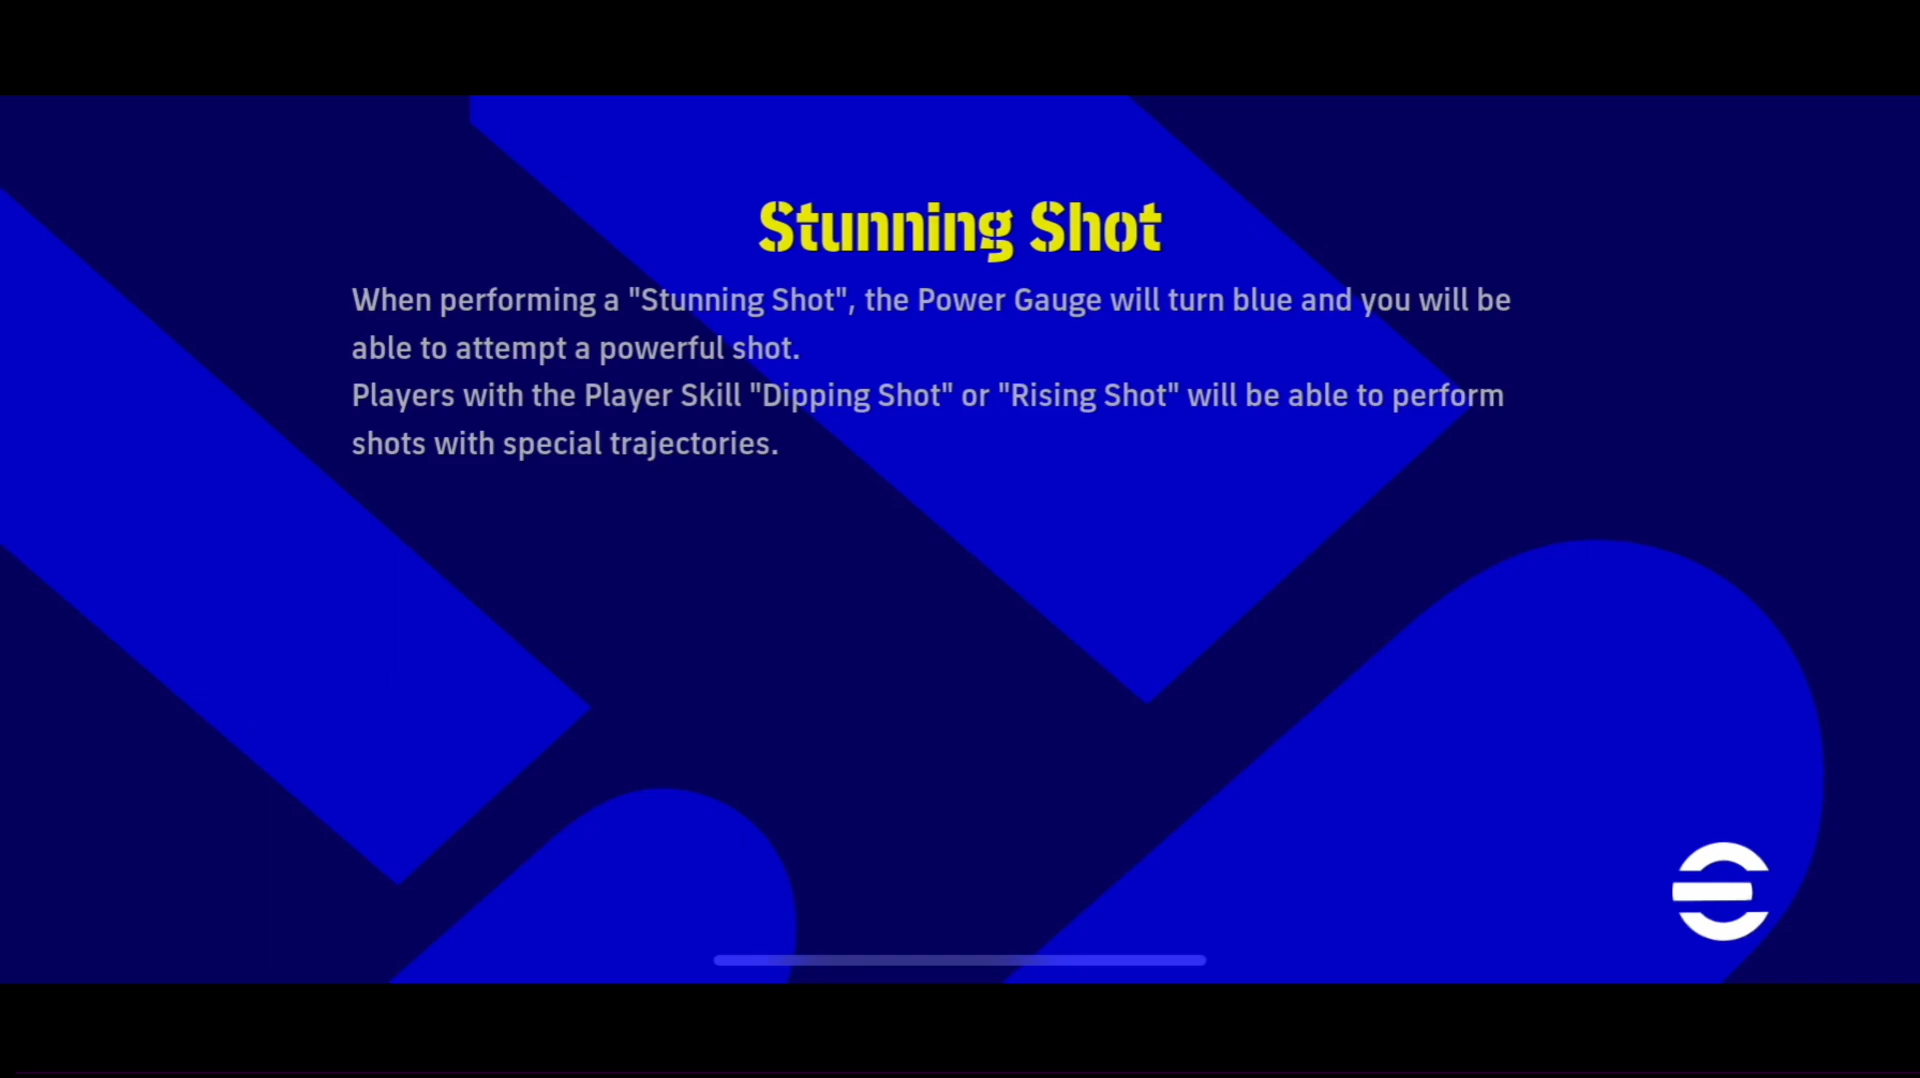 Stunning Shot
When performing a "Stunning Shot", the Power Gauge will turn blue and you will be
able to attempt a powerful shot.
Players with the Player Skill "Dipping Shot" or "Rising Shot" will be able to perform
shots with special trajectories.